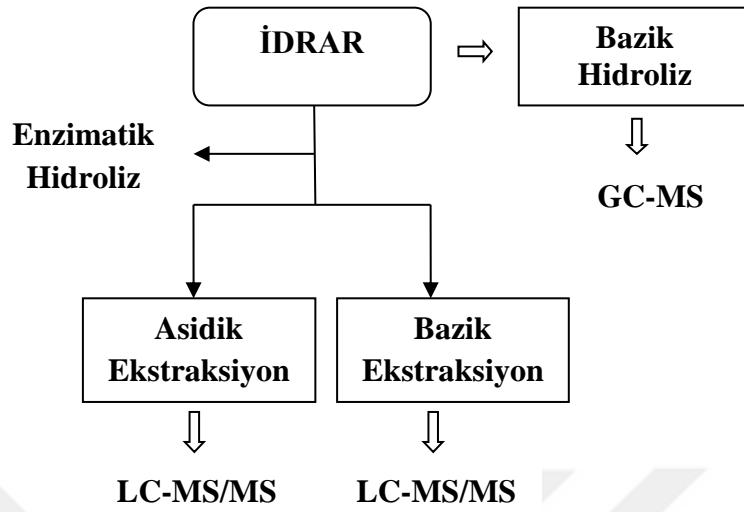 İDRAR
Bazik
Hidroliz
Enzimatik
Hidroliz
GC-MS
Asidik
Ekstraksiyon
Bazik
Ekstraksiyon
LC-MS/MS
LC-MS/MS